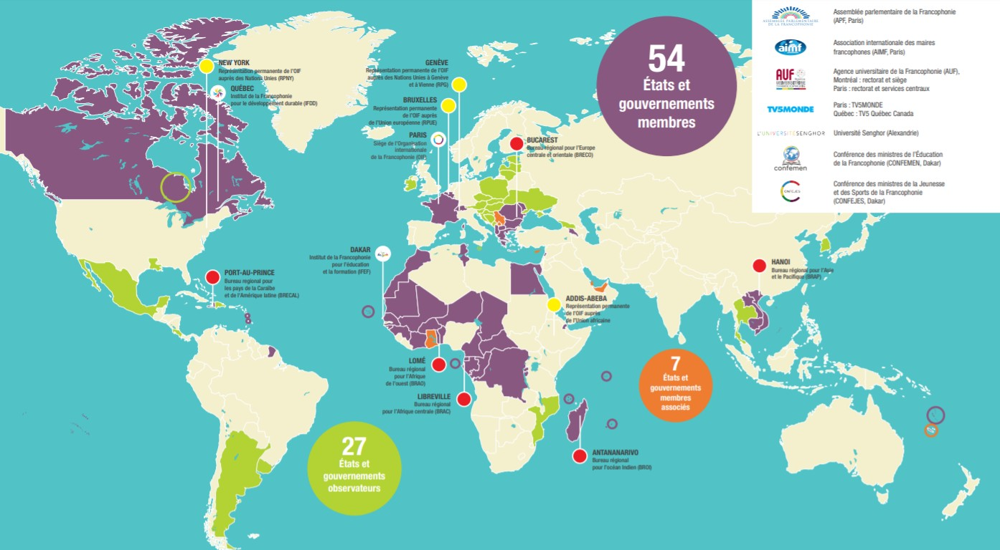 NEW YORK
Représentation permanente de l'OIF
auprès des Nations Unies (RPNY)
QUÉBEC
Institut de la Francophonie
pour le développement durable (IFDD)
GENÈVE
Représentation permanente de l'OIF
auprès des Nations Unies à Genève
et à Vienne (RPG)
BRUXELLES
Représentation permanente
de l'OIF auprès
de l'Union européenne (RPUE)
PARIS
Siège de l'Organisation
internationale
de la Francophonie (OIF)
BUCAREST
Bureau régional pour l'Europe
centrale et orientale (BRECO)
54
États et
gouvernements
membres
ASSEMBLÉE PARLEMENTAIRE
DE LA FRANCOPHONIE
Assemblée parlementaire de la Francophonie
(APF, Paris)
aimf
Association internationale des maires
francophones (AIMF, Paris)
AUF
UNIVERSITAIRE
Agence universitaire de la Francophonie (AUF),
Montréal : rectorat et siège
Paris : rectorat et services centraux
TV5MONDE
Paris : TV5MONDE
Québec : TV5 Québec Canada
L'UNIVERSITÉSENGHOR
Université Senghor (Alexandrie)
confemen
Conférence des ministres de l'Éducation
de la Francophonie (CONFEMEN, Dakar)
CONFEJES
Conférence des ministres de la Jeunesse
et des Sports de la Francophonie
(CONFEJES, Dakar)
DAKAR
Institut de la Francophonie
pour l'éducation
et la formation (IFEF)
PORT-AU-PRINCE
Bureau regional pour
les pays de la Caraïbe
et de l'Amérique latine (BRECAL)
HANOI
Bureau régional pour l'Asie
et le Pacifique (BRAP)
ADDIS-ABEBA
Représentation permanente
de l'OIF auprès
de l'Union africaine
LOMÉ
Bureau régional
pour l'Afrique
de l'ouest (BRAO)
LIBREVILLE
Bureau régional
pour l'Afrique centrale (BRAC)
7
États et
gouvernements
membres
associés
27
États et
gouvernements
observateurs
ANTANANARIVO
Bureau régional
pour l'océan Indien (BROI)